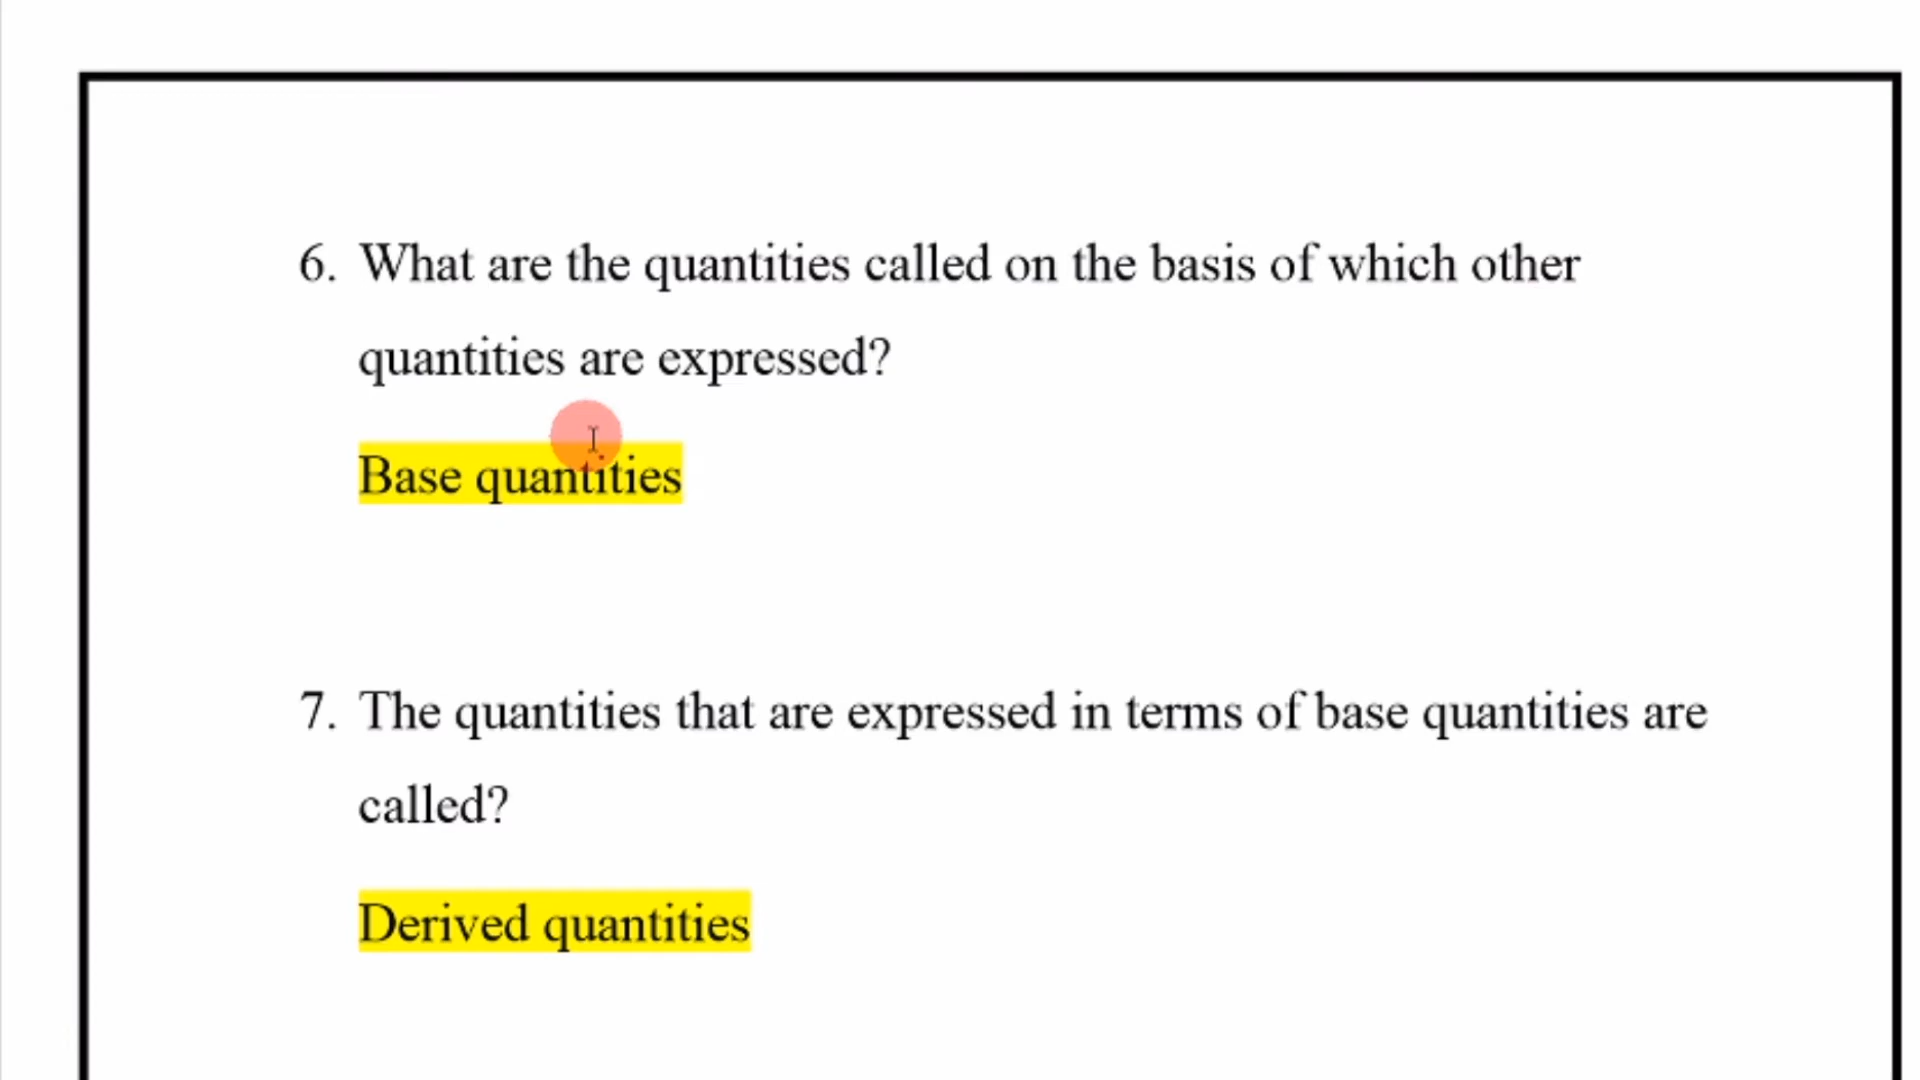 6. What are the quantities called on the basis of which other
quantities are expressed?
Base quantities
7. The quantities that are expressed in terms of base quantities are
called?
Derived quantities